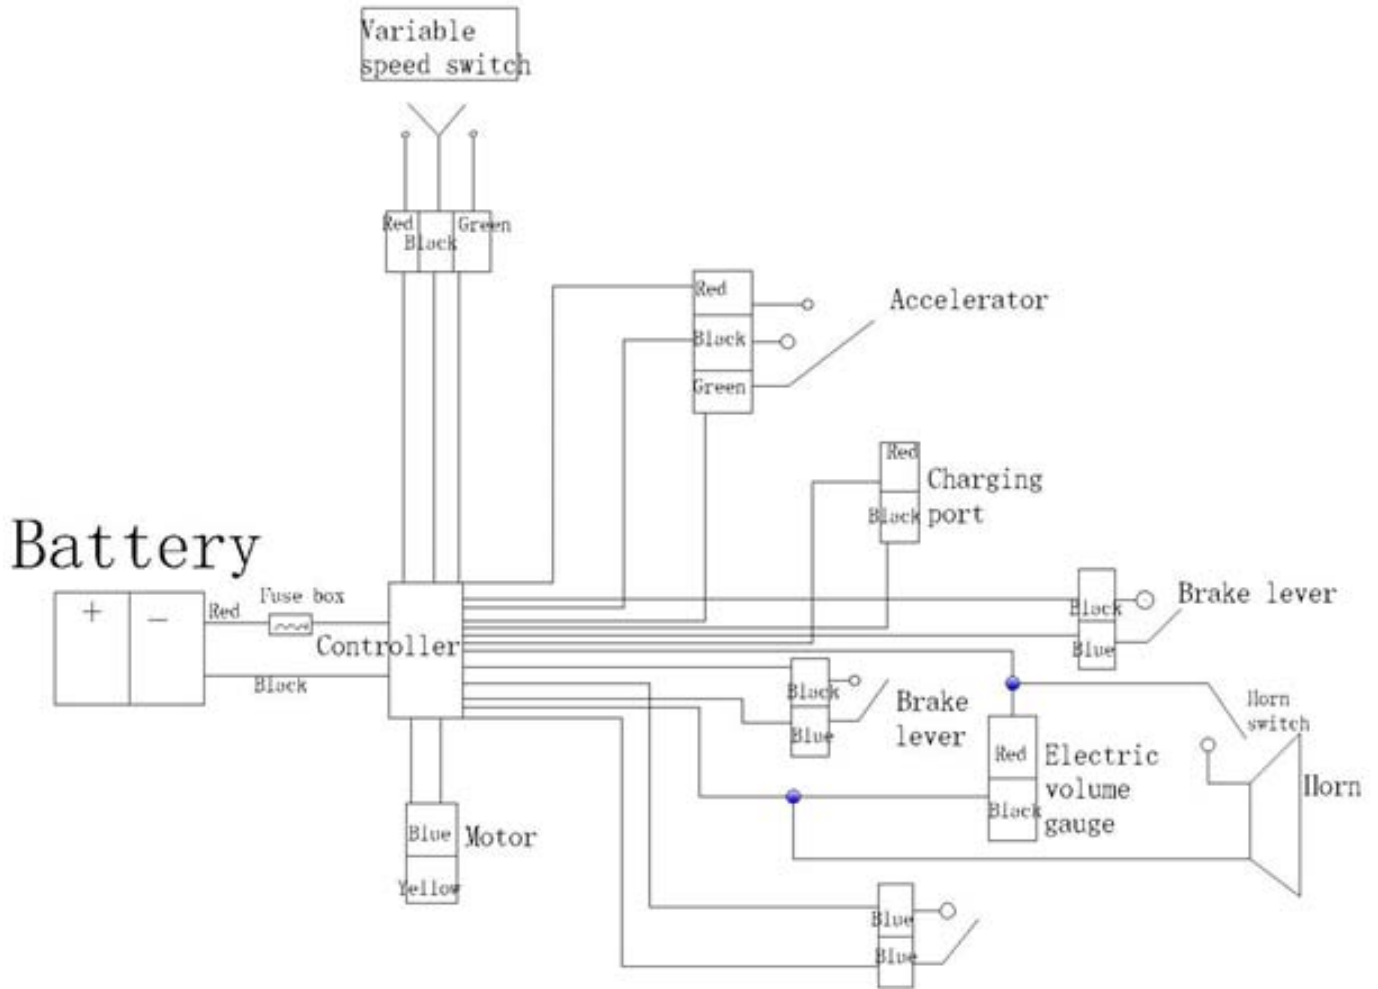 Variable
speed switch
Red
Black
Green
Red
Black
Green
Accelerator
Red
Black
Charging
port
Battery
+
−
Red
Fuse box
Black
Controller
Black
Blue
Brake lever
Black
Blue
Brake
lever
Horn
switch
Red
Black
Electric
volume
gauge
Horn
Blue
Yellow
Motor
Blue
Blue